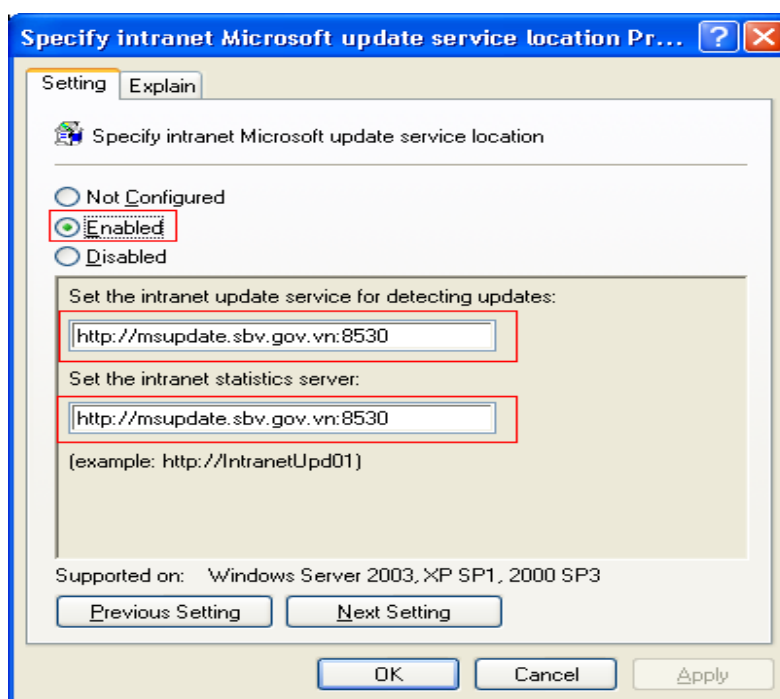 Specify intranet Microsoft update service location Pr...
Setting Explain
Specify intranet Microsoft update service location
Not Configured
Enabled
Disabled
Set the intranet update service for detecting updates:
http://msupdate.sbv.gov.vn:8530
Set the intranet statistics server:
http://msupdate.sbv.gov.vn:8530
(example: http://IntranetUpd01)
Supported on: Windows Server 2003, XP SP1, 2000 SP3
Previous Setting Next Setting
OK Cancel Apply